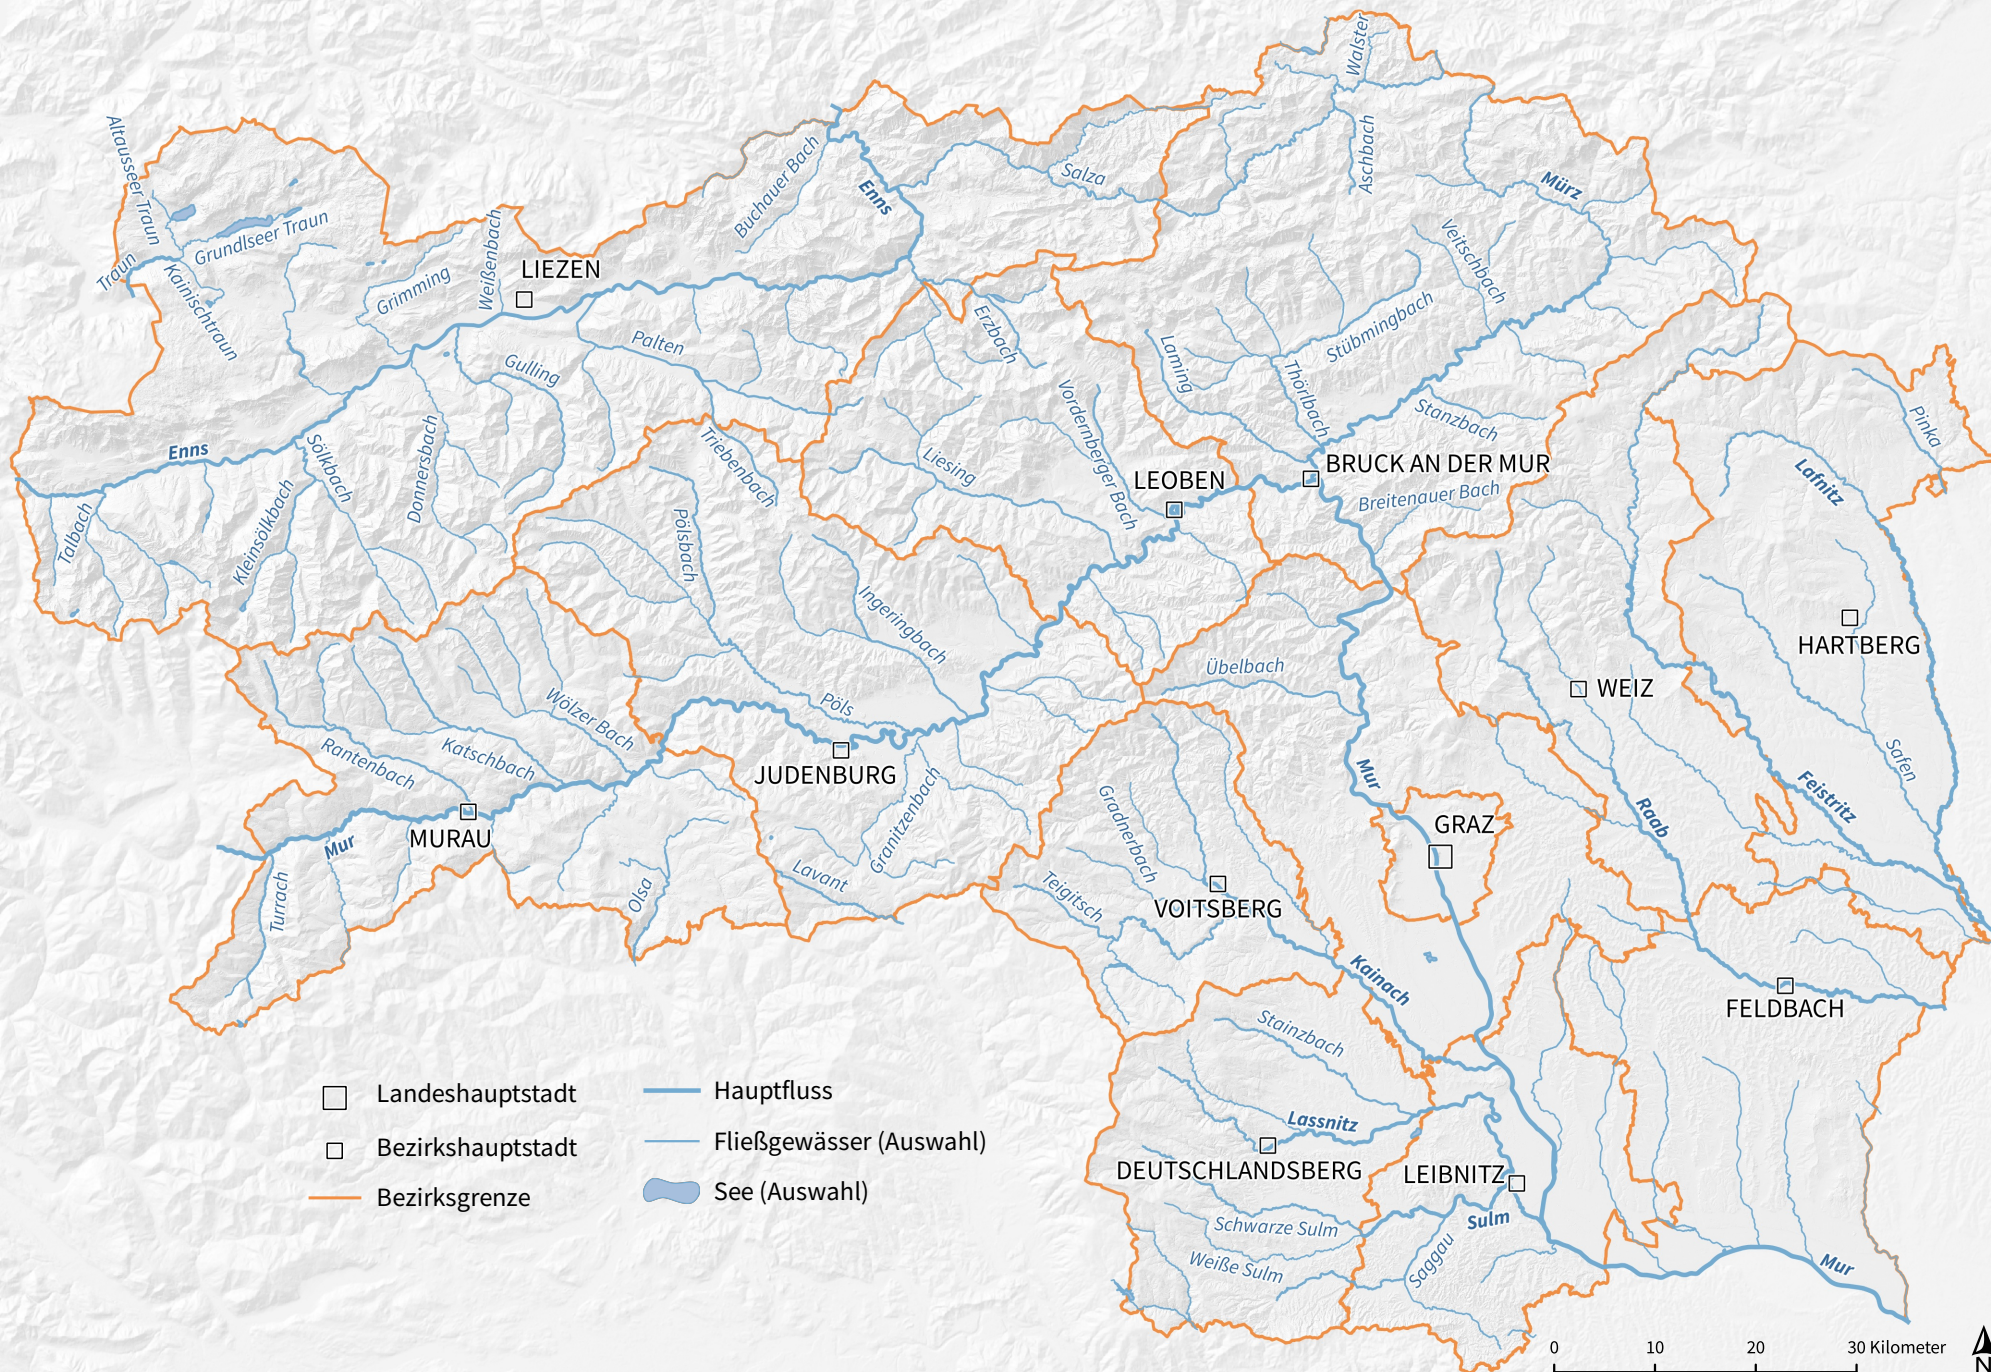 Walster
Altausseer Traun
Buchauer Bach
Aschbach
Salza
Mürz
Enns
Grundlseer Traun
Weißenbach
Veitschbach
Traun
Kainischtraun
LIEZEN
Grimming
Erzbach
Stübmingbach
Palten
Gulling
Laming
Thörlbach
Vordernberger Bach
Stanzbach
Pinka
Enns
Sölkbach
Donnersbach
Triebenbach
Liesing
LEOBEN
BRUCK AN DER MUR
Breitenauer Bach
Lafnitz
Talbach
Kleinsölkbach
Pölsbach
Ingeringbach
HARTBERG
Übelbach
WEIZ
Wölzer Bach
Pöls
Rantenbach
Katschbach
JUDENBURG
Mur
Safen
Feistritz
Raab
Gradnerbach
Granitzenbach
GRAZ
MURAU
Mur
Turrach
Olsa
Lavant
Teigitsch
VOITSBERG
Kainach
FELDBACH
Stainzbach
Lassnitz
DEUTSCHLANDSBERG
LEIBNITZ
Schwarze Sulm
Sulm
Weiße Sulm
Saggau
Mur
Landeshauptstadt
Bezirkshauptstadt
Bezirksgrenze
Hauptfluss
Fließgewässer (Auswahl)
See (Auswahl)
0 10 20 30 Kilometer
N